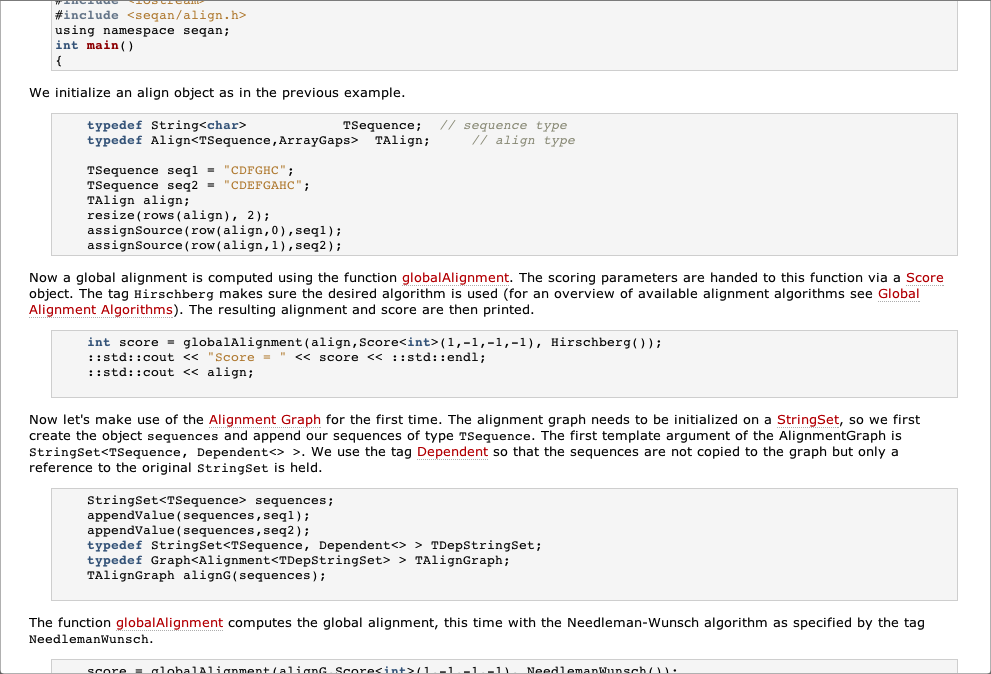 #include <iostream>
#include <seqan/align.h>
using namespace seqan;
int main()
{
We initialize an align object as in the previous example.
typedef String<char>            TSequence;  // sequence type
typedef Align<TSequence,ArrayGaps>  TAlign;     // align type
TSequence seq1 = "CDFGHC";
TSequence seq2 = "CDEFGAHC";
TAlign align;
resize(rows(align), 2);
assignSource(row(align,0),seq1);
assignSource(row(align,1),seq2);
Now a global alignment is computed using the function globalAlignment. The scoring parameters are handed to this function via a Score
object. The tag Hirschberg makes sure the desired algorithm is used (for an overview of available alignment algorithms see Global
Alignment Algorithms). The resulting alignment and score are then printed.
int score = globalAlignment(align,Score<int>(1,-1,-1,-1), Hirschberg());
::std::cout << "Score = " << score << ::std::endl;
::std::cout << align;
Now let's make use of the Alignment Graph for the first time. The alignment graph needs to be initialized on a StringSet, so we first
create the object sequences and append our sequences of type TSequence. The first template argument of the AlignmentGraph is
StringSet<TSequence, Dependent<> >. We use the tag Dependent so that the sequences are not copied to the graph but only a
reference to the original StringSet is held.
StringSet<TSequence> sequences;
appendValue(sequences,seq1);
appendValue(sequences,seq2);
typedef StringSet<TSequence, Dependent<> > TDepStringSet;
typedef Graph<Alignment<TDepStringSet> > TAlignGraph;
TAlignGraph alignG(sequences);
The function globalAlignment computes the global alignment, this time with the Needleman-Wunsch algorithm as specified by the tag
NeedlemanWunsch.
score = globalAlignment(alignG,Score<int>(1,-1,-1,-1), NeedlemanWunsch());